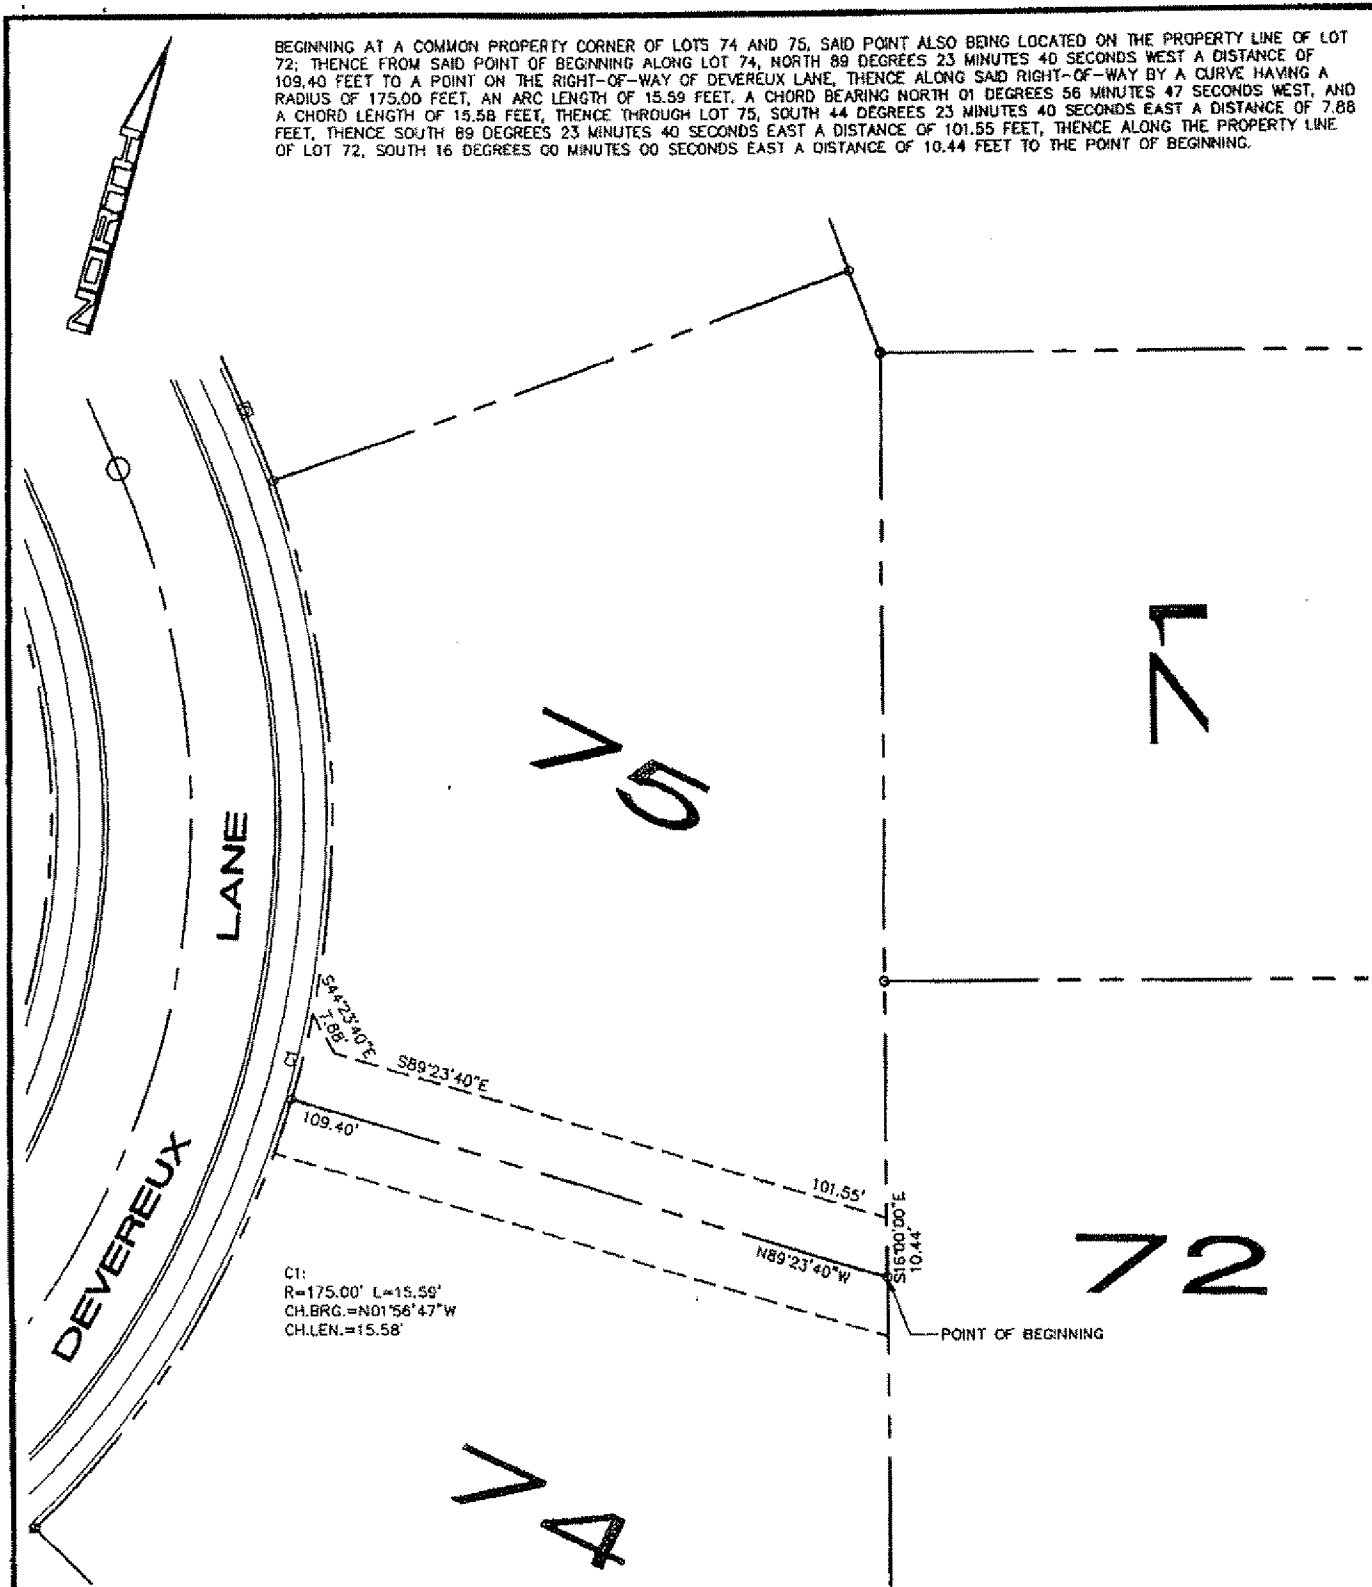 BEGINNING AT A COMMON PROPERTY CORNER OF LOTS 74 AND 75, SAID POINT ALSO BEING LOCATED ON THE PROPERTY LINE OF LOT
72; THENCE FROM SAID POINT OF BEGINNING ALONG LOT 74, NORTH 89 DEGREES 23 MINUTES 40 SECONDS WEST A DISTANCE OF
109.40 FEET TO A POINT ON THE RIGHT-OF-WAY OF DEVEREUX LANE, THENCE ALONG SAID RIGHT-OF-WAY BY A CURVE HAVING A
RADIUS OF 175.00 FEET, AN ARC LENGTH OF 15.59 FEET, A CHORD BEARING NORTH 01 DEGREES 56 MINUTES 47 SECONDS WEST, AND
A CHORD LENGTH OF 15.58 FEET, THENCE THROUGH LOT 75, SOUTH 44 DEGREES 23 MINUTES 40 SECONDS EAST A DISTANCE OF 7.88
FEET, THENCE SOUTH 89 DEGREES 23 MINUTES 40 SECONDS EAST A DISTANCE OF 101.55 FEET, THENCE ALONG THE PROPERTY LINE
OF LOT 72, SOUTH 16 DEGREES 00 MINUTES 00 SECONDS EAST A DISTANCE OF 10.44 FEET TO THE POINT OF BEGINNING.
NORTH
71
75
DEVEREUX LANE
S44°23'40"E
7.88'
S89°23'40"E
109.40'
101.55'
S16°00'00"E
10.44'
N89°23'40"W
72
C1:
R=175.00' L=15.59'
CH.BRG.=N01°56'47"W
CH.LEN.=15.58'
POINT OF BEGINNING
74